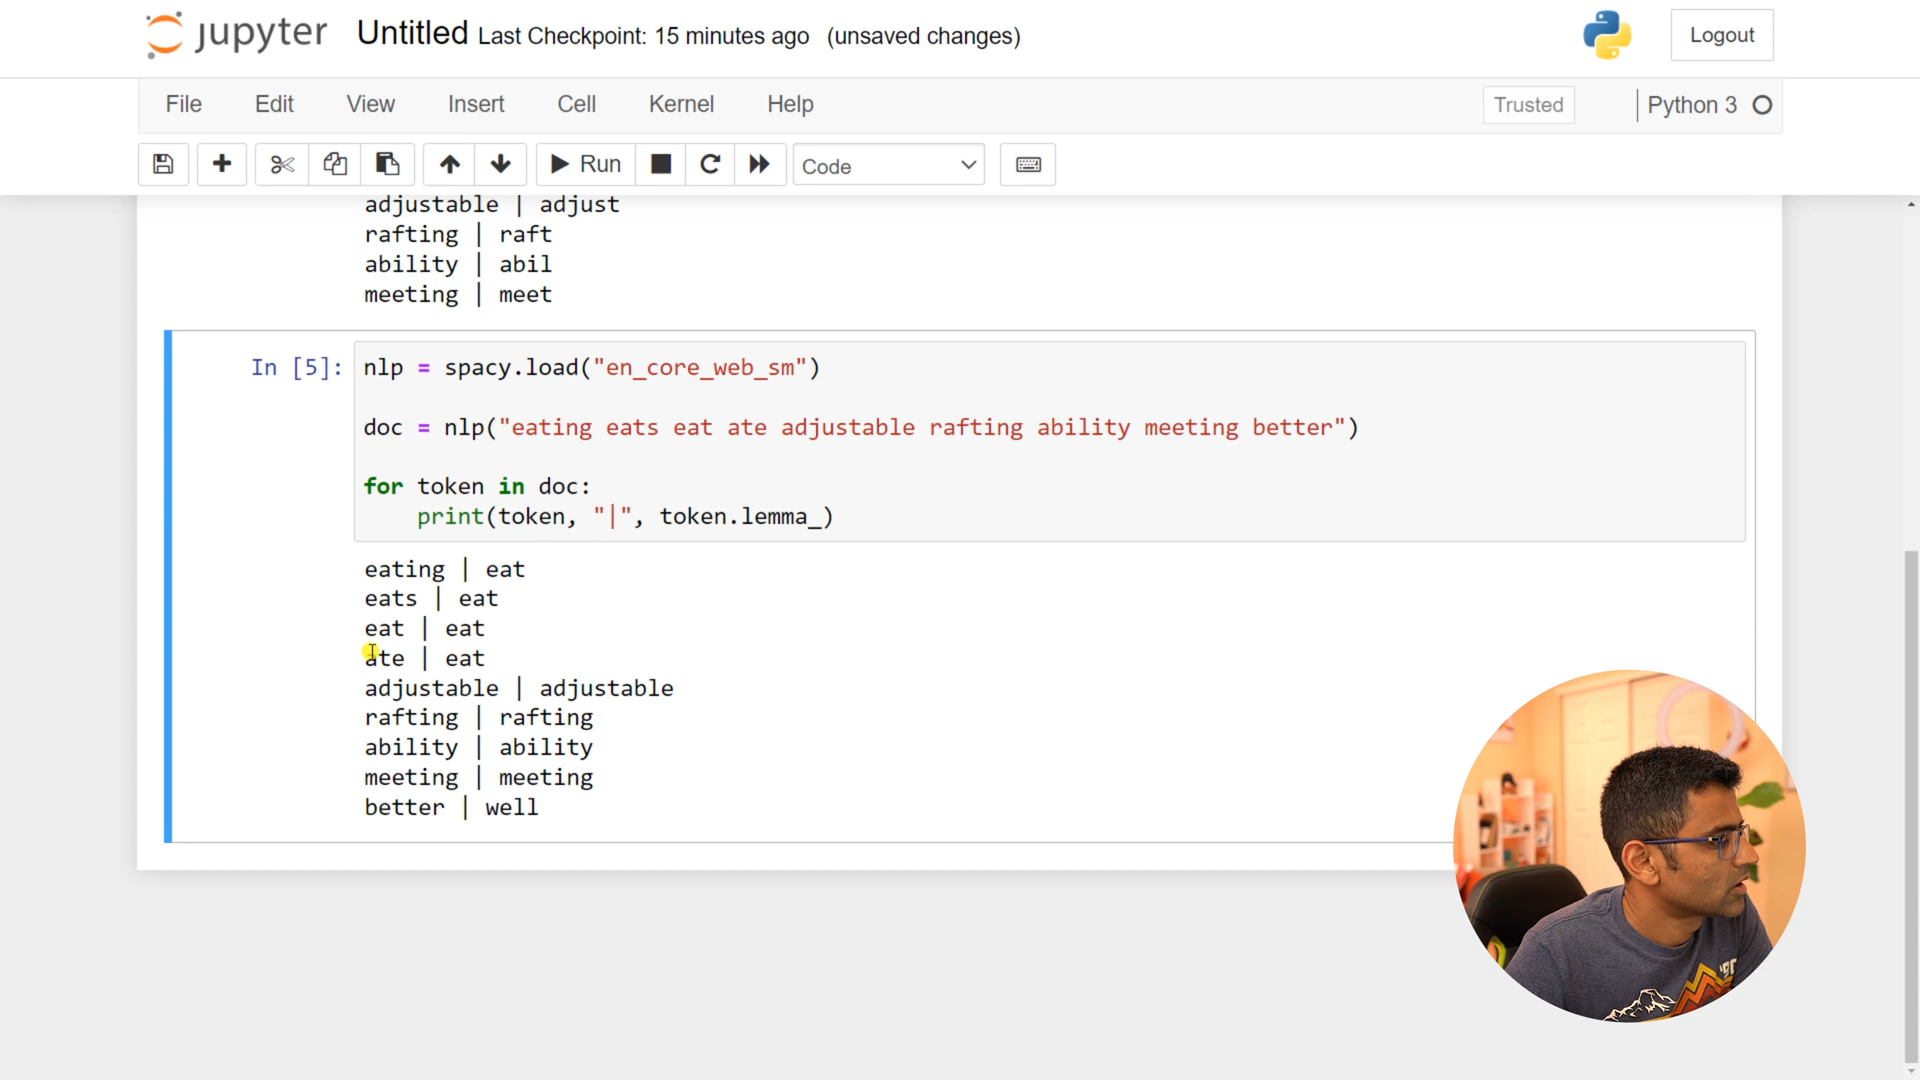 jupyter Untitled Last Checkpoint: 15 minutes ago (unsaved changes) Logout
File Edit View Insert Cell Kernel Help Trusted Python 3
Run Code
adjustable | adjust
rafting | raft
ability | abil
meeting | meet
In [5]: nlp = spacy.load("en_core_web_sm")
doc = nlp("eating eats eat ate adjustable rafting ability meeting better")
for token in doc:
print(token, "|", token.lemma_)
eating | eat
eats | eat
eat | eat
ate | eat
adjustable | adjustable
rafting | rafting
ability | ability
meeting | meeting
better | well